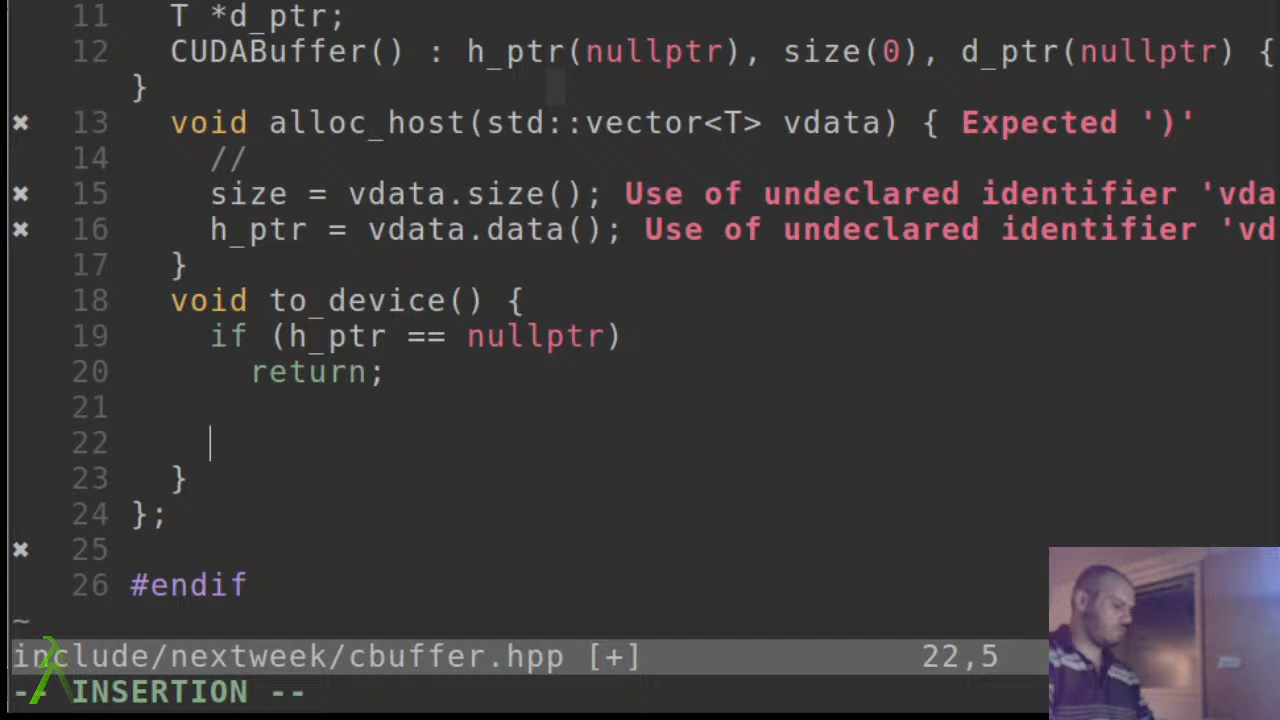 11 T *d_ptr;
12 CUDABuffer() : h_ptr(nullptr), size(0), d_ptr(nullptr) {
}
✖ 13 void alloc_host(std::vector<T> vdata) { Expected ')'
14 //
✖ 15 size = vdata.size(); Use of undeclared identifier 'vda
✖ 16 h_ptr = vdata.data(); Use of undeclared identifier 'vd
17 }
18 void to_device() {
19 if (h_ptr == nullptr)
20 return;
21
22
23 }
24 };
✖ 25
26 #endif
~
include/nextweek/cbuffer.hpp [+] 22,5
-- INSERTION --
λ